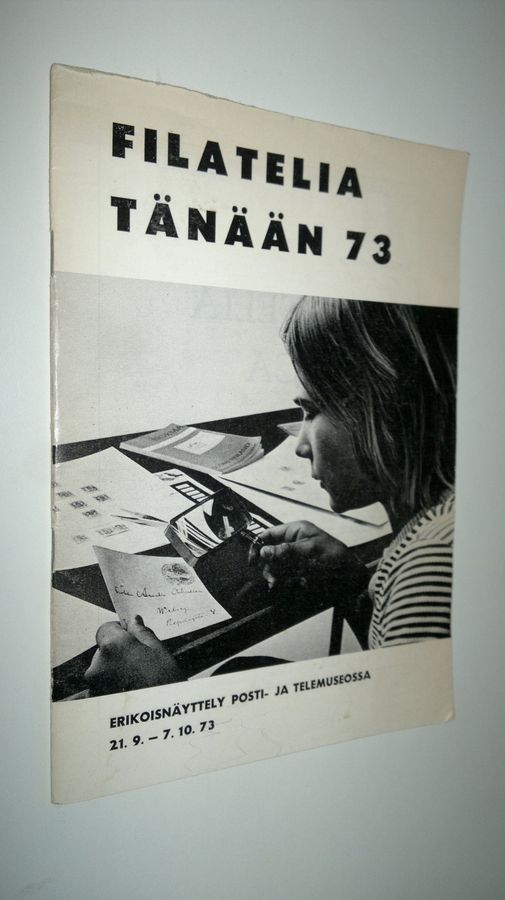 FILATELIA
TÄNÄÄN 73
ERIKOISNÄYTTELY POSTI- JA TELEMUSEOSSA
21. 9. – 7. 10. 73